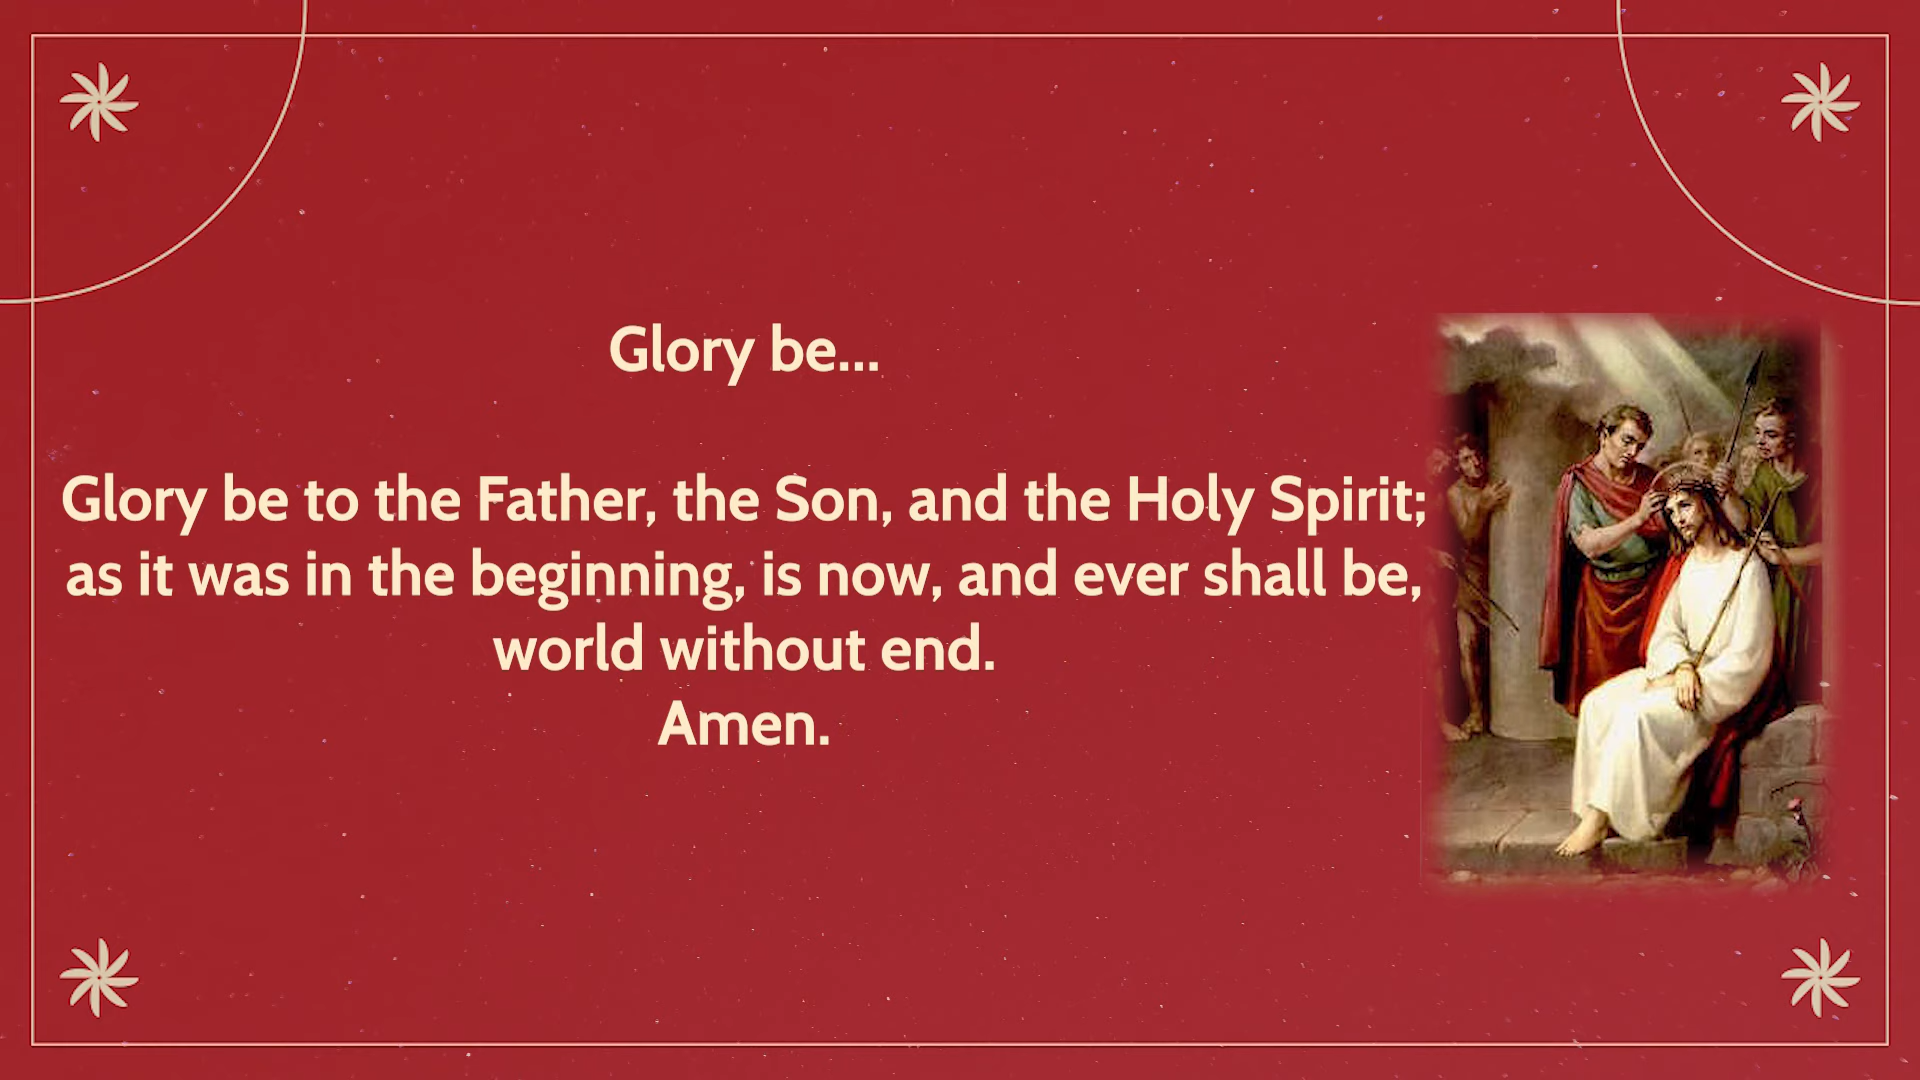 Glory be...
Glory be to the Father, the Son, and the Holy Spirit;
as it was in the beginning, is now, and ever shall be,
world without end.
Amen.